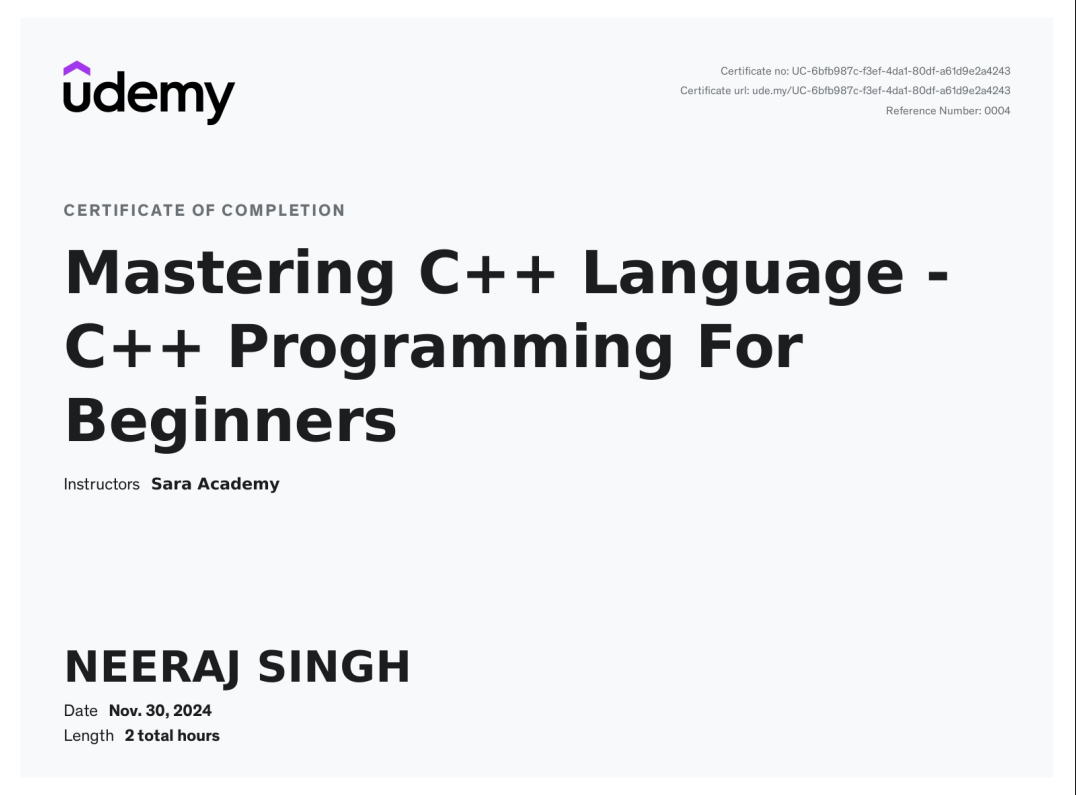 udemy
Certificate no: UC-6bfb987c-f3ef-4da1-80df-a61d9e2a4243
Certificate url: ude.my/UC-6bfb987c-f3ef-4da1-80df-a61d9e2a4243
Reference Number: 0004
CERTIFICATE OF COMPLETION
Mastering C++ Language -
C++ Programming For
Beginners
Instructors Sara Academy
NEERAJ SINGH
Date Nov. 30, 2024
Length 2 total hours